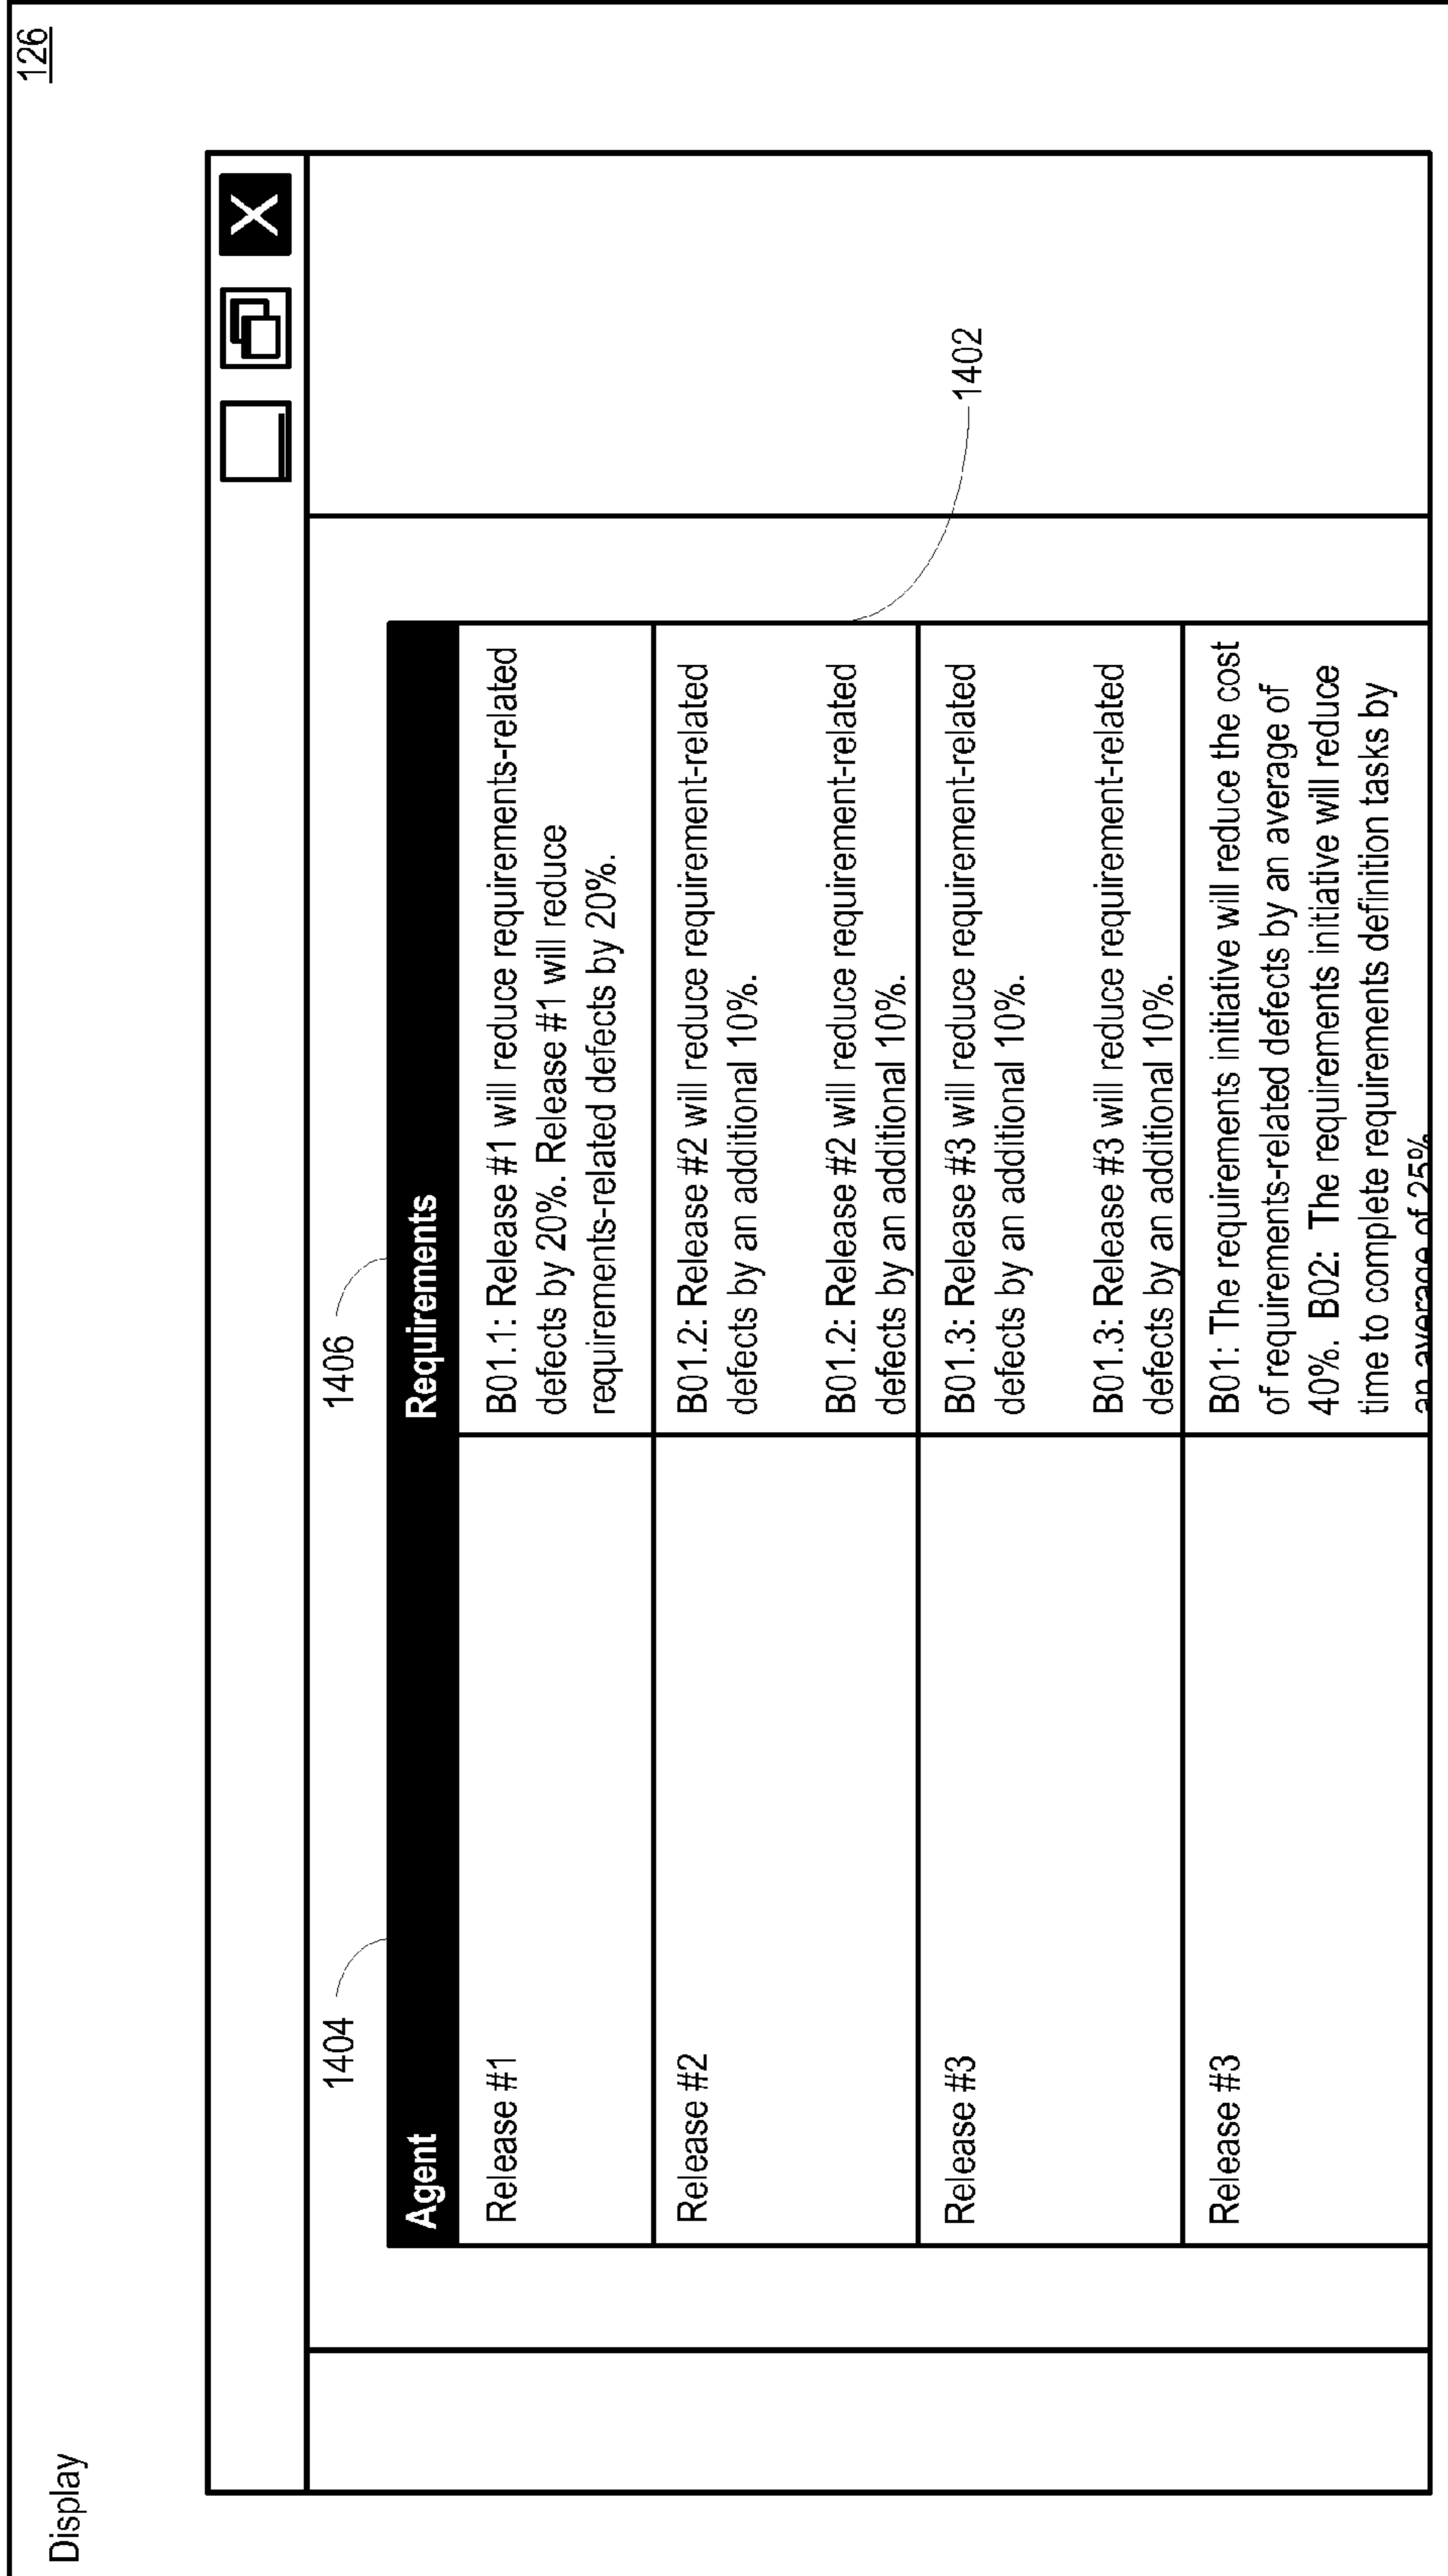 Display
126
1404
1406
Agent
Requirements
Release #1
B01.1: Release #1 will reduce requirements-related
defects by 20%. Release #1 will reduce
requirements-related defects by 20%.
Release #2
B01.2: Release #2 will reduce requirement-related
defects by an additional 10%.
B01.2: Release #2 will reduce requirement-related
defects by an additional 10%.
1402
Release #3
B01.3: Release #3 will reduce requirement-related
defects by an additional 10%.
B01.3: Release #3 will reduce requirement-related
defects by an additional 10%.
Release #3
B01: The requirements initiative will reduce the cost
of requirements-related defects by an average of
40%. B02: The requirements initiative will reduce
time to complete requirements definition tasks by
an average of 25%